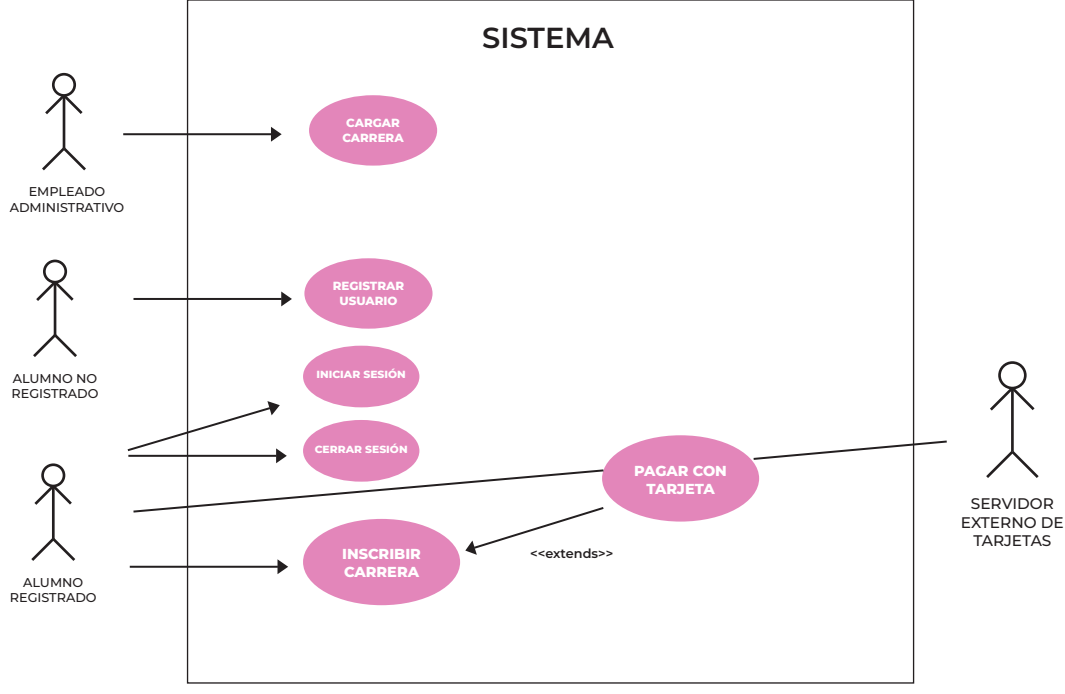 SISTEMA
CARGAR
CARRERA
EMPLEADO
ADMINISTRATIVO
REGISTRAR
USUARIO
ALUMNO NO
REGISTRADO
INICIAR SESIÓN
CERRAR SESIÓN
PAGAR CON
TARJETA
SERVIDOR
EXTERNO DE
TARJETAS
<<extends>>
INSCRIBIR
CARRERA
ALUMNO
REGISTRADO